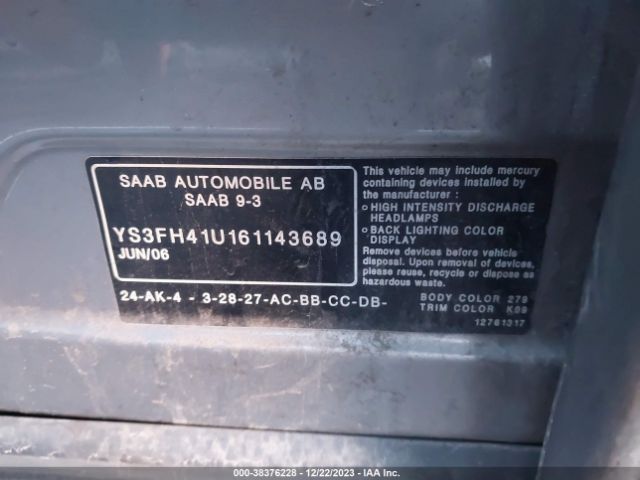 SAAB AUTOMOBILE AB
SAAB 9-3
YS3FH41U161143689
JUN/06
24-AK-4 - 3-28-27-AC-BB-CC-DB-
This vehicle may include mercury
containing devices installed by
the manufacturer :
o HIGH INTENSITY DISCHARGE
HEADLAMPS
o BACK LIGHTING COLOR
DISPLAY
Remove devices before vehicle
disposal. Upon removal of devices,
please reuse, recycle or dispose as
hazardous waste.
BODY COLOR 279
TRIM COLOR K09
12761317
000-38376228 - 12/22/2023 - IAA Inc.